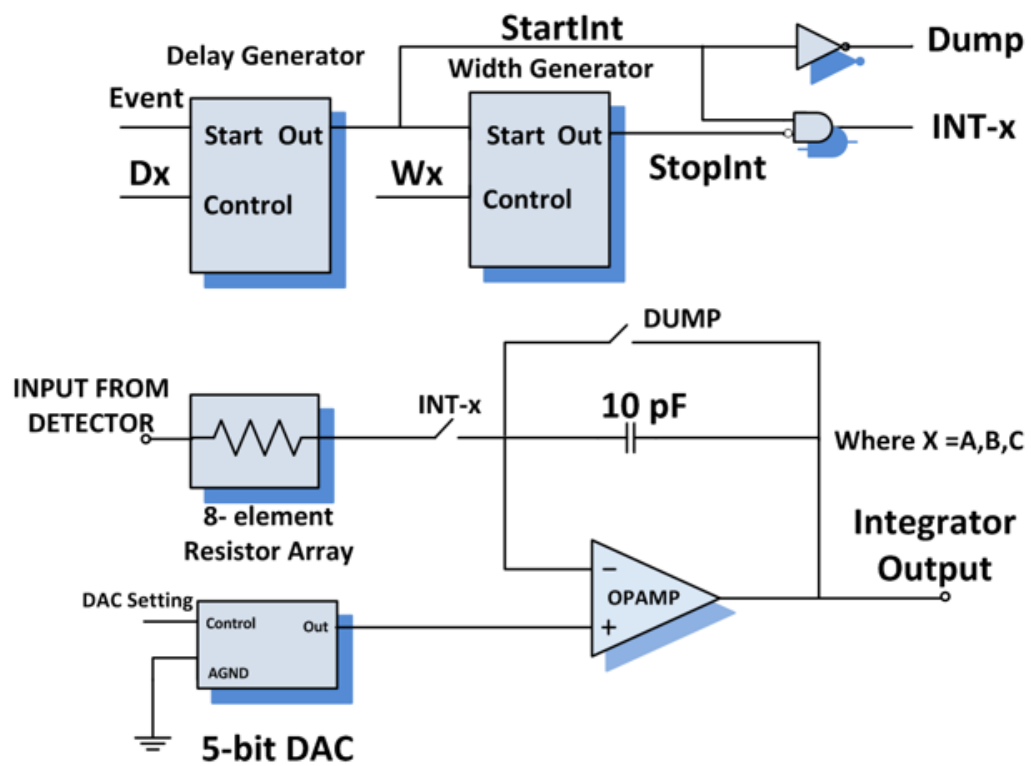 StartInt
Dump
Delay Generator
Width Generator
Event
Start Out
Start Out
INT-x
Dx
Wx
StopInt
Control
Control
DUMP
INPUT FROM
DETECTOR
INT-x
10 pF
Where X =A,B,C
8- element
Resistor Array
Integrator
Output
–
OPAMP
+
DAC Setting
Control
Out
AGND
5-bit DAC